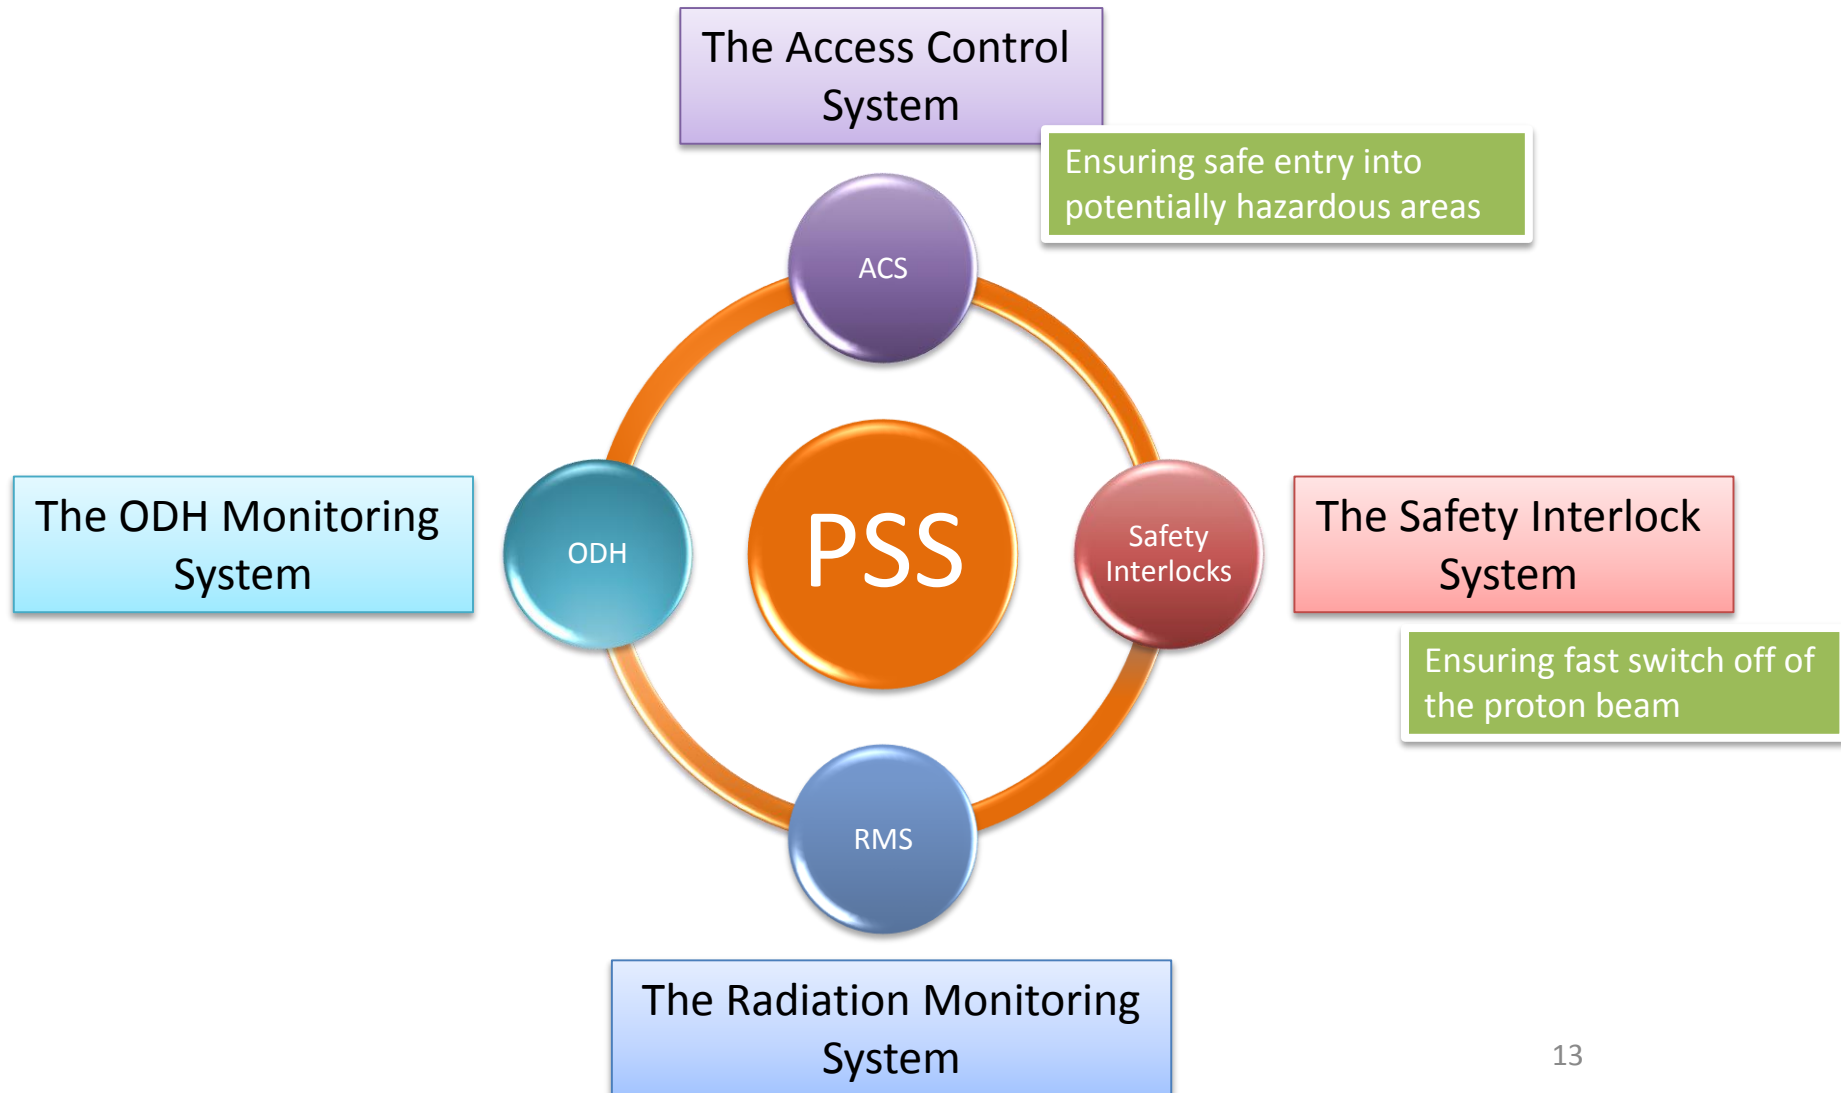 The Access Control
System
Ensuring safe entry into
potentially hazardous areas
ACS
The ODH Monitoring
System
ODH
PSS
Safety
Interlocks
The Safety Interlock
System
Ensuring fast switch off of
the proton beam
RMS
The Radiation Monitoring
System
13